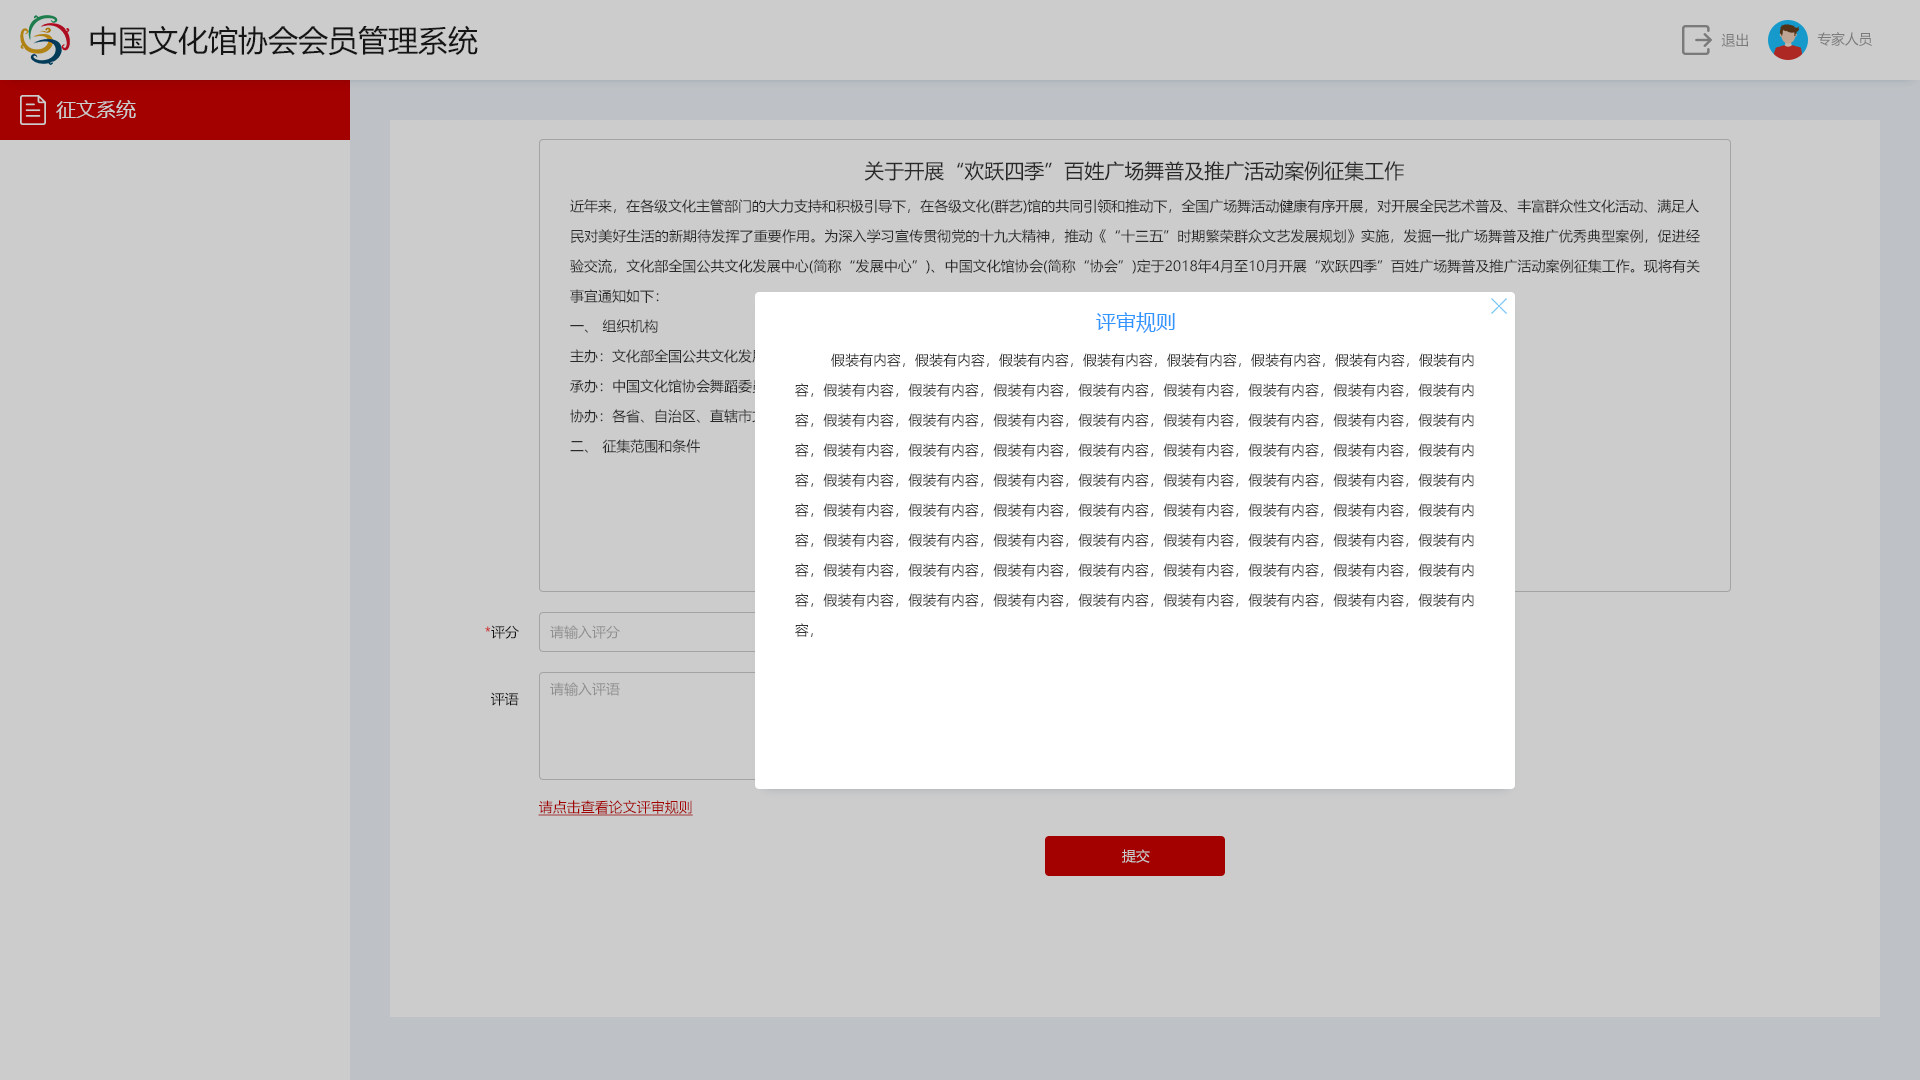 中国文化馆协会会员管理系统
退出
专家人员
征文系统
关于开展“欢跃四季”百姓广场舞普及推广活动案例征集工作
近年来，在各级文化主管部门的大力支持和积极引导下，在各级文化(群艺)馆的共同引领和推动下，全国广场舞活动健康有序开展，对开展全民艺术普及、丰富群众性文化活动、满足人
民对美好生活的新期待发挥了重要作用。为深入学习宣传贯彻党的十九大精神，推动《“十三五”时期繁荣群众文艺发展规划》实施，发掘一批广场舞普及推广优秀典型案例，促进经
验交流，文化部全国公共文化发展中心(简称“发展中心”)、中国文化馆协会(简称“协会”)定于2018年4月至10月开展“欢跃四季”百姓广场舞普及推广活动案例征集工作。现将有关
事宜通知如下：
一、 组织机构
主办：文化部全国公共文化发
承办：中国文化馆协会舞蹈委
协办：各省、自治区、直辖市
二、 征集范围和条件
评审规则
假装有内容，假装有内容，假装有内容，假装有内容，假装有内容，假装有内容，假装有内容，假装有内
容，假装有内容，假装有内容，假装有内容，假装有内容，假装有内容，假装有内容，假装有内容，假装有内
容，假装有内容，假装有内容，假装有内容，假装有内容，假装有内容，假装有内容，假装有内容，假装有内
容，假装有内容，假装有内容，假装有内容，假装有内容，假装有内容，假装有内容，假装有内容，假装有内
容，假装有内容，假装有内容，假装有内容，假装有内容，假装有内容，假装有内容，假装有内容，假装有内
容，假装有内容，假装有内容，假装有内容，假装有内容，假装有内容，假装有内容，假装有内容，假装有内
容，假装有内容，假装有内容，假装有内容，假装有内容，假装有内容，假装有内容，假装有内容，假装有内
容，假装有内容，假装有内容，假装有内容，假装有内容，假装有内容，假装有内容，假装有内容，假装有内
容，假装有内容，假装有内容，假装有内容，假装有内容，假装有内容，假装有内容，假装有内容，假装有内
容，
*评分
请输入评分
评语
请输入评语
请点击查看论文评审规则
提交